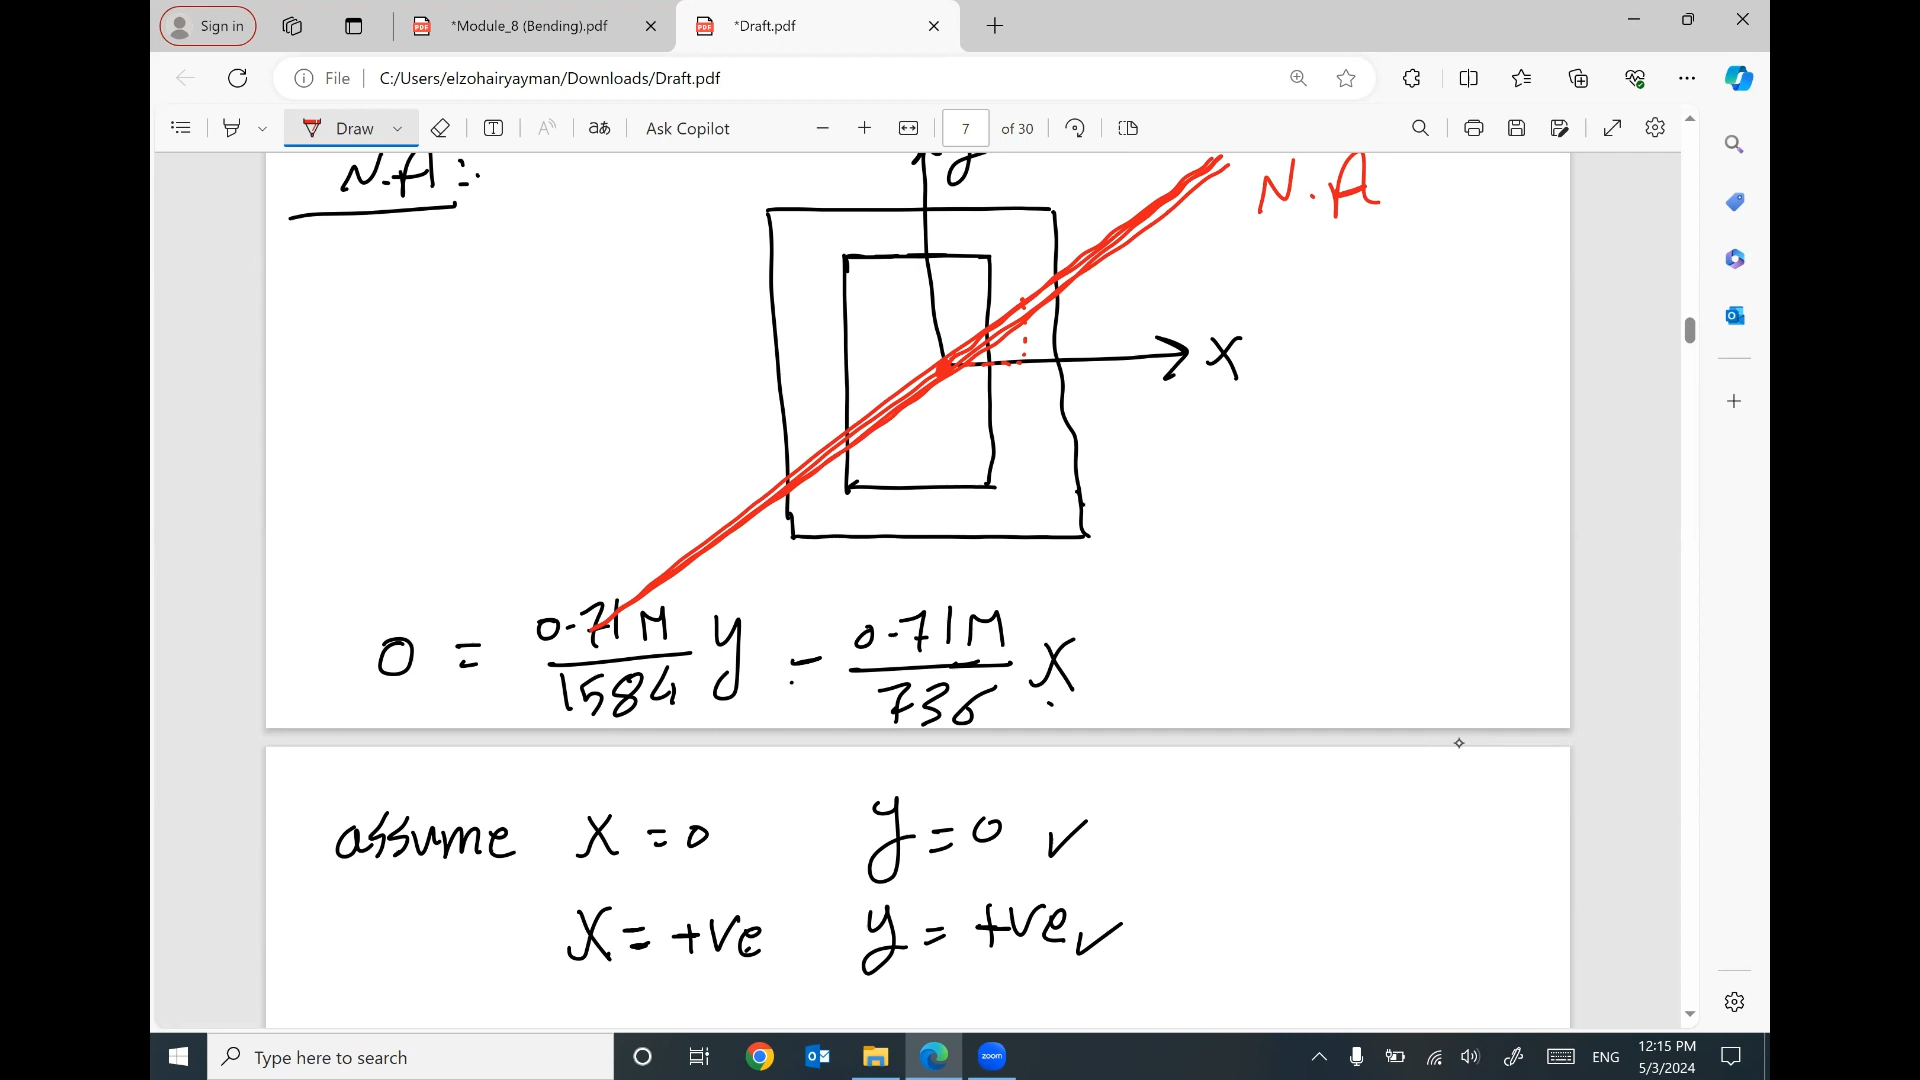 Sign in
*Module_8 (Bending).pdf
*Draft.pdf
File
C:/Users/elzohairyayman/Downloads/Draft.pdf
Draw
Ask Copilot
7
of 30
N.A :
y
N.A
X
0 = 0.71M/1584 y - 0.71M/736 X
assume X = 0 y = 0 ✓
X = +ve y = +ve ✓
Type here to search
zoom
ENG
12:15 PM
5/3/2024